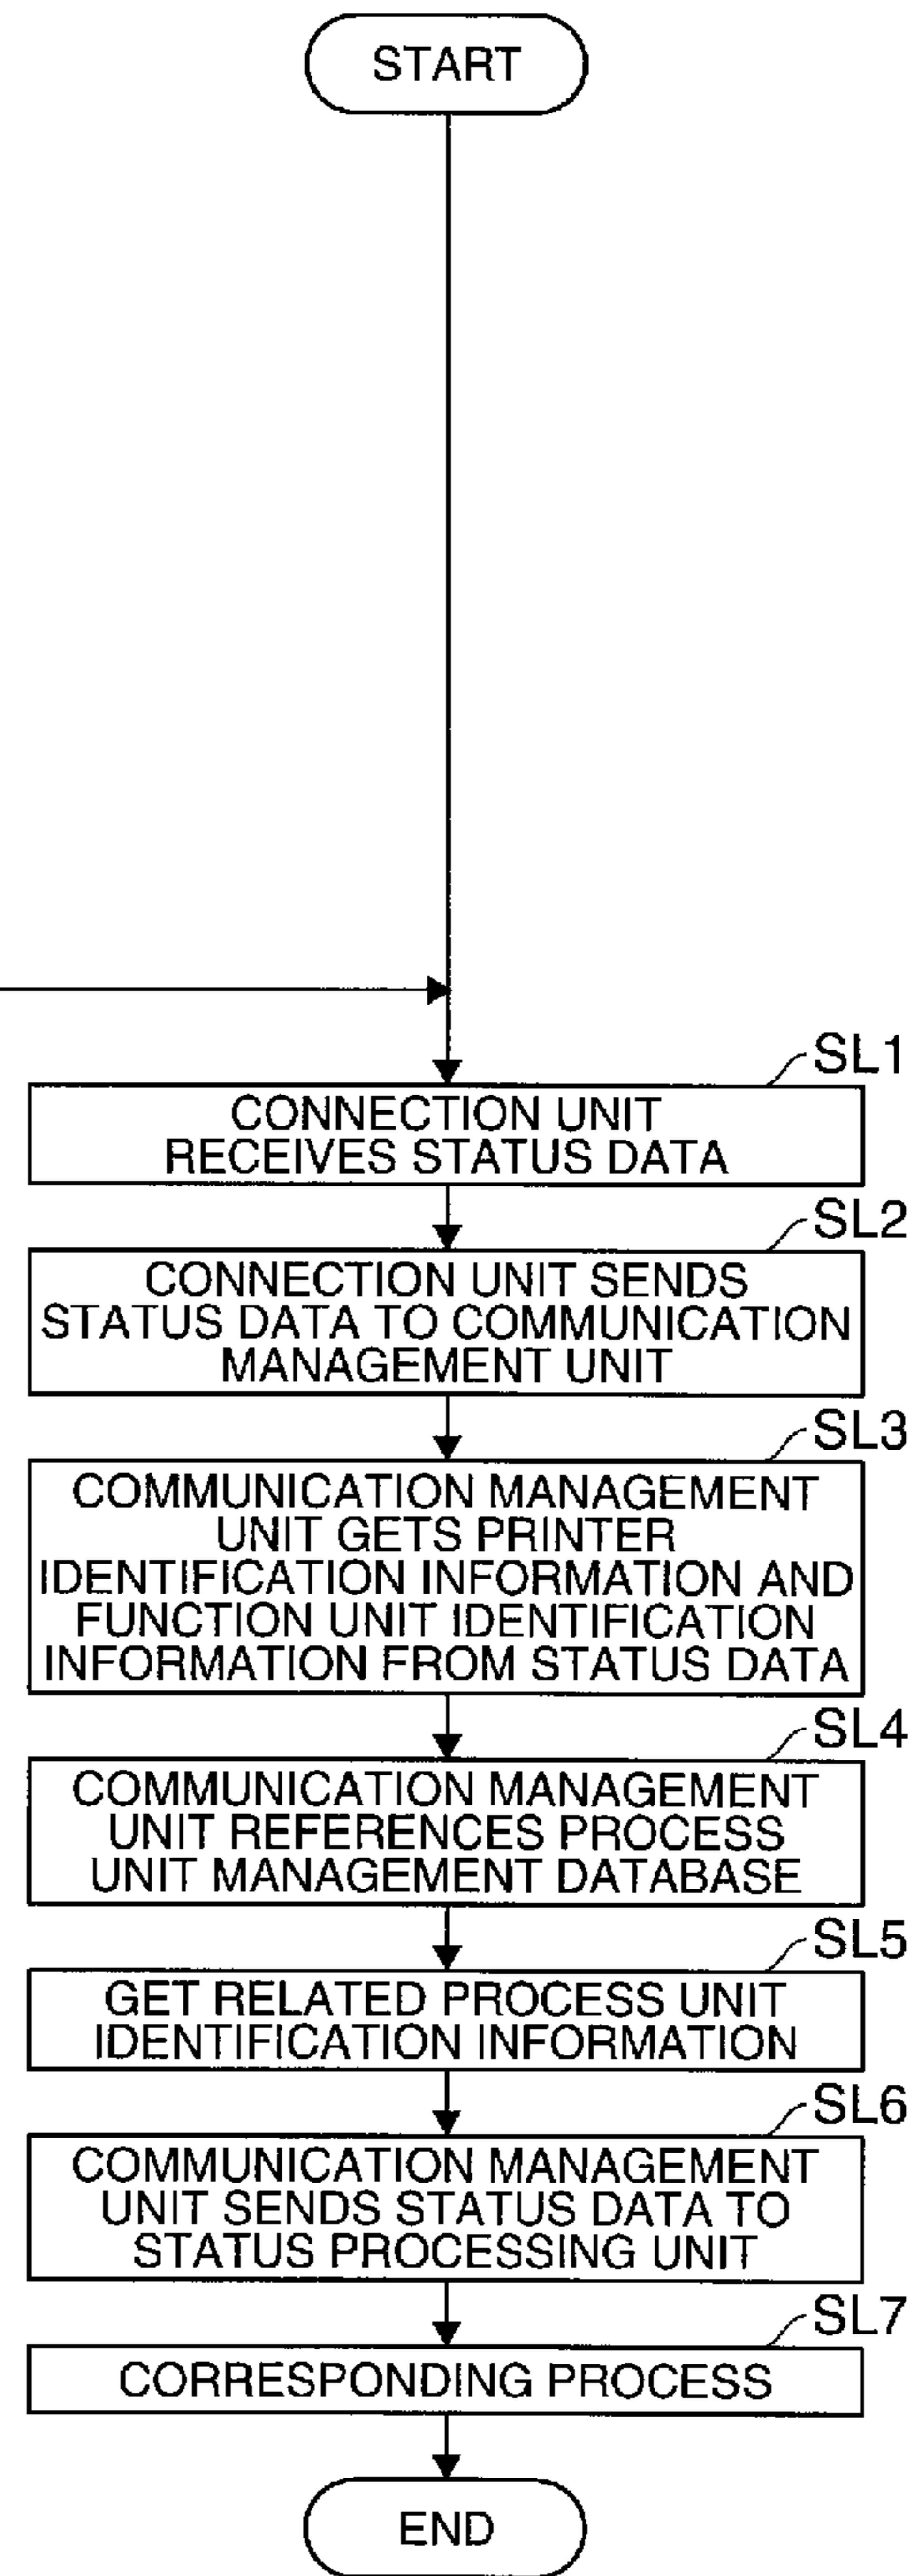 START
SL1
CONNECTION UNIT
RECEIVES STATUS DATA
SL2
CONNECTION UNIT SENDS
STATUS DATA TO COMMUNICATION
MANAGEMENT UNIT
SL3
COMMUNICATION MANAGEMENT
UNIT GETS PRINTER
IDENTIFICATION INFORMATION AND
FUNCTION UNIT IDENTIFICATION
INFORMATION FROM STATUS DATA
SL4
COMMUNICATION MANAGEMENT
UNIT REFERENCES PROCESS
UNIT MANAGEMENT DATABASE
SL5
GET RELATED PROCESS UNIT
IDENTIFICATION INFORMATION
SL6
COMMUNICATION MANAGEMENT
UNIT SENDS STATUS DATA TO
STATUS PROCESSING UNIT
SL7
CORRESPONDING PROCESS
END